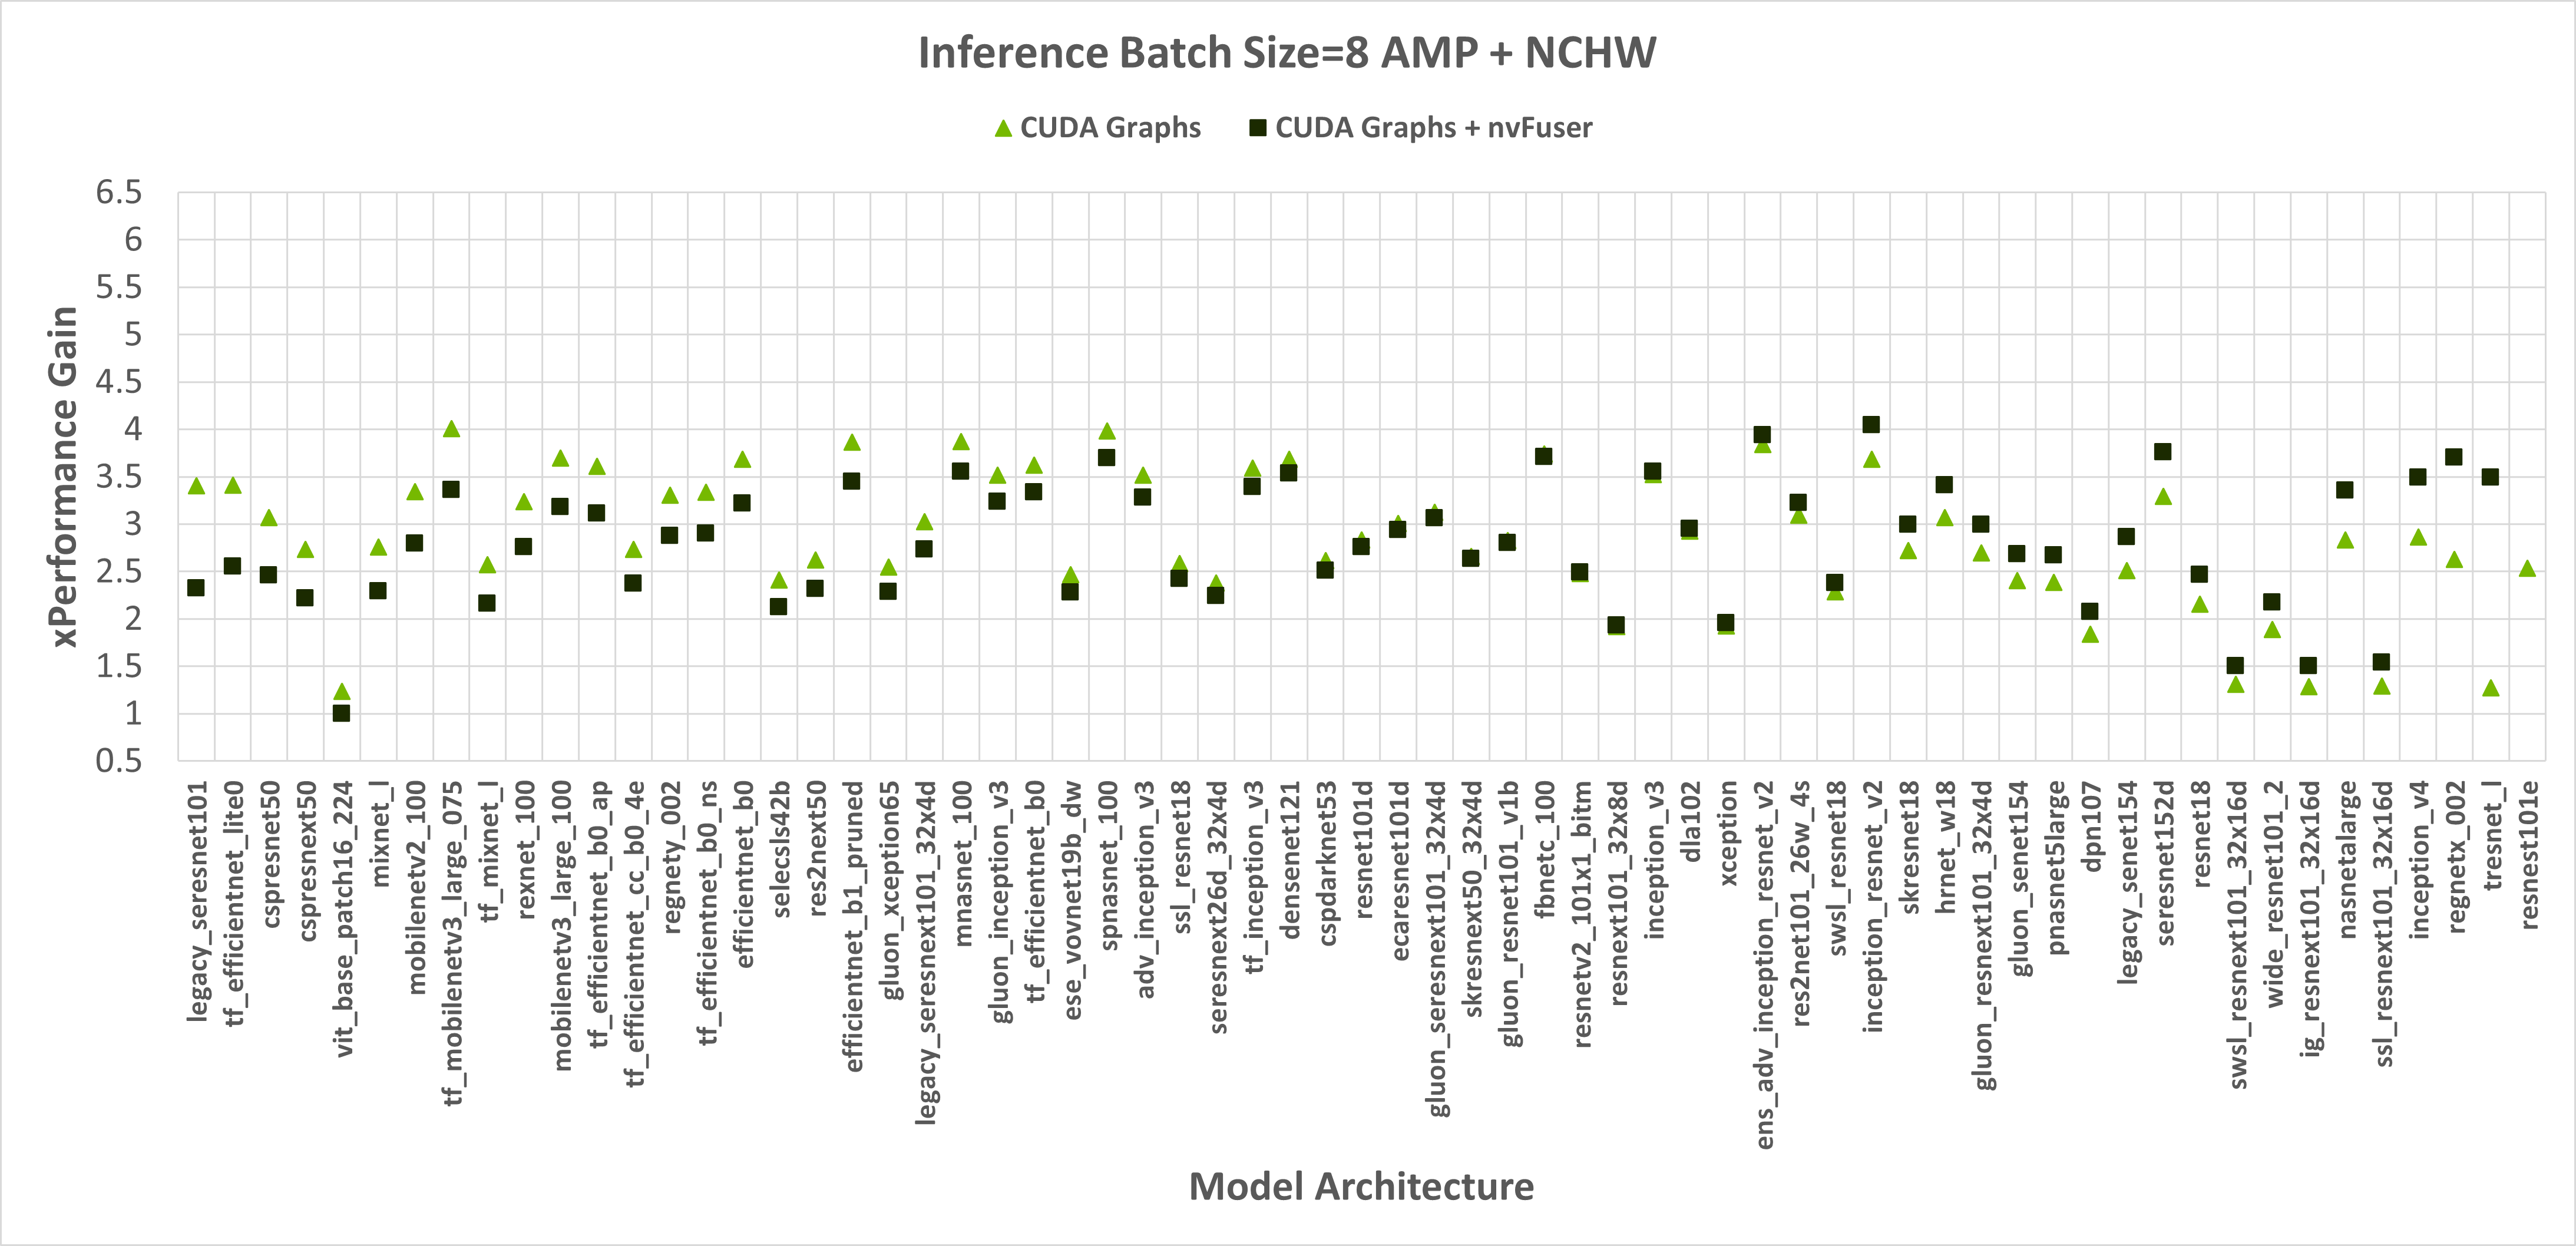 Inference Batch Size=8 AMP + NCHW
CUDA Graphs
CUDA Graphs + nvFuser
xPerformance Gain
6.5
6
5.5
5
4.5
4
3.5
3
2.5
2
1.5
1
0.5
legacy_seresnet101
tf_efficientnet_lite0
cspresnet50
cspresnext50
vit_base_patch16_224
mixnet_l
mobilenetv2_100
tf_mobilenetv3_large_075
tf_mixnet_l
rexnet_100
mobilenetv3_large_100
tf_efficientnet_b0_ap
tf_efficientnet_cc_b0_4e
regnety_002
tf_efficientnet_b0_ns
efficientnet_b0
selecsls42b
res2next50
efficientnet_b1_pruned
gluon_xception65
legacy_seresnext101_32x4d
mnasnet_100
gluon_inception_v3
tf_efficientnet_b0
ese_vovnet19b_dw
spnasnet_100
adv_inception_v3
ssl_resnet18
seresnext26d_32x4d
tf_inception_v3
densenet121
cspdarknet53
resnet101d
ecaresnet101d
gluon_seresnext101_32x4d
skresnext50_32x4d
gluon_resnet101_v1b
fbnetc_100
resnetv2_101x1_bitm
resnext101_32x8d
inception_v3
dla102
xception
ens_adv_inception_resnet_v2
res2net101_26w_4s
swsl_resnet18
inception_resnet_v2
skresnet18
hrnet_w18
gluon_resnext101_32x4d
gluon_senet154
pnasnet5large
dpn107
legacy_senet154
seresnet152d
resnet18
swsl_resnext101_32x16d
wide_resnet101_2
ig_resnext101_32x16d
nasnetalarge
ssl_resnext101_32x16d
inception_v4
regnetx_002
tresnet_l
resnest101e
Model Architecture